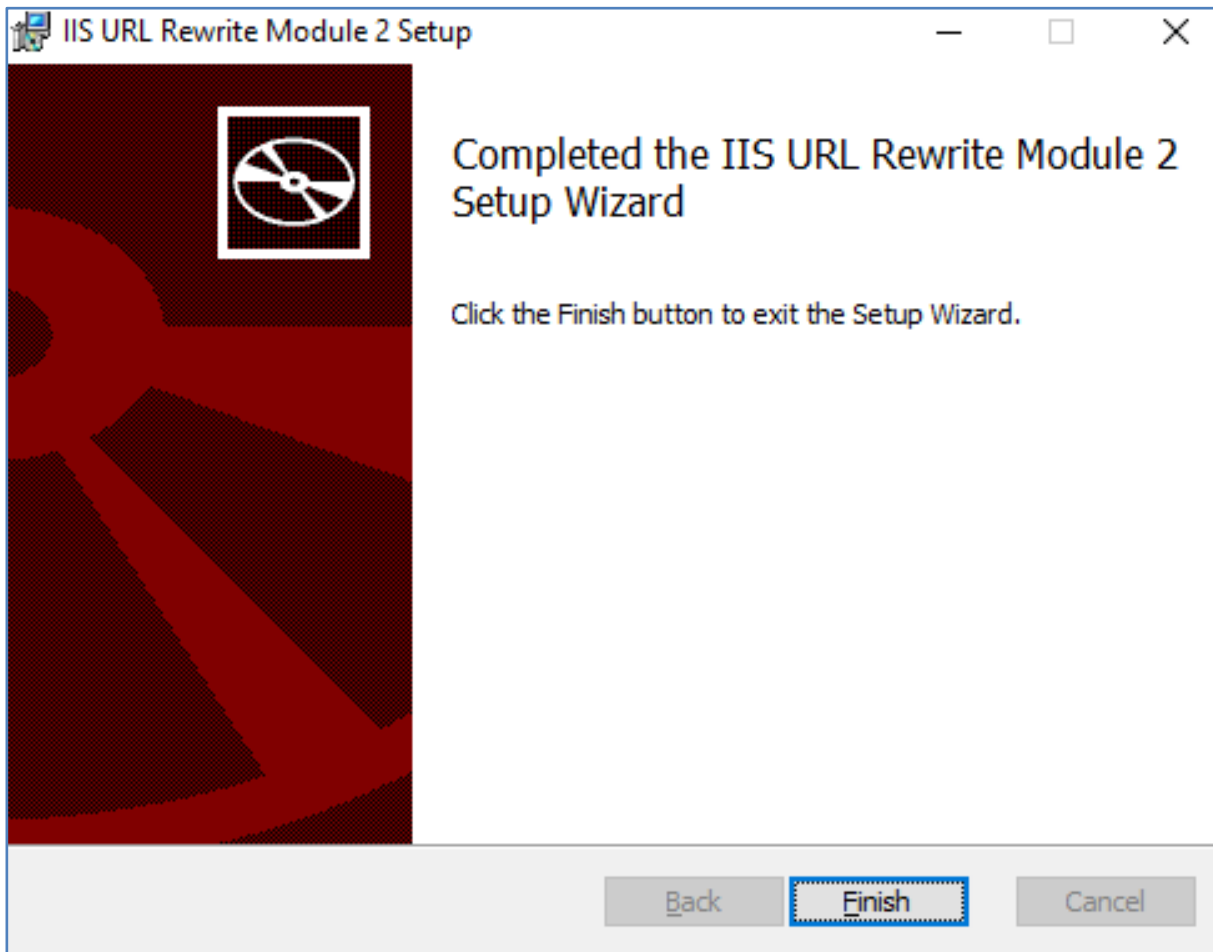 IIS URL Rewrite Module 2 Setup
Completed the IIS URL Rewrite Module 2
Setup Wizard
Click the Finish button to exit the Setup Wizard.
Back
Finish
Cancel